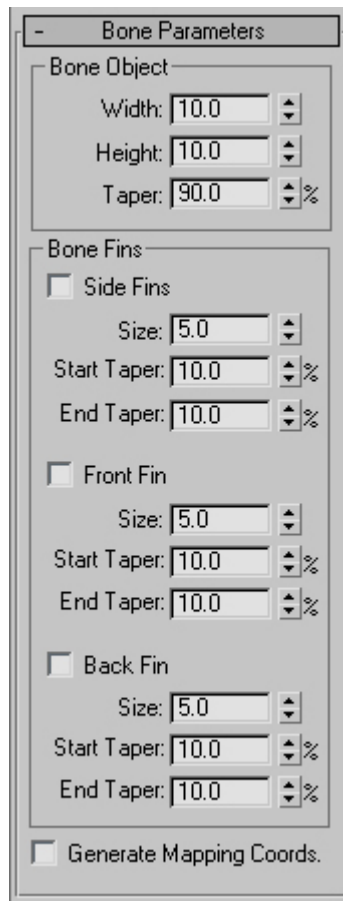 - Bone Parameters
Bone Object
Width: 10.0
Height: 10.0
Taper: 90.0 %
Bone Fins
Side Fins
Size: 5.0
Start Taper: 10.0 %
End Taper: 10.0 %
Front Fin
Size: 5.0
Start Taper: 10.0 %
End Taper: 10.0 %
Back Fin
Size: 5.0
Start Taper: 10.0 %
End Taper: 10.0 %
Generate Mapping Coords.